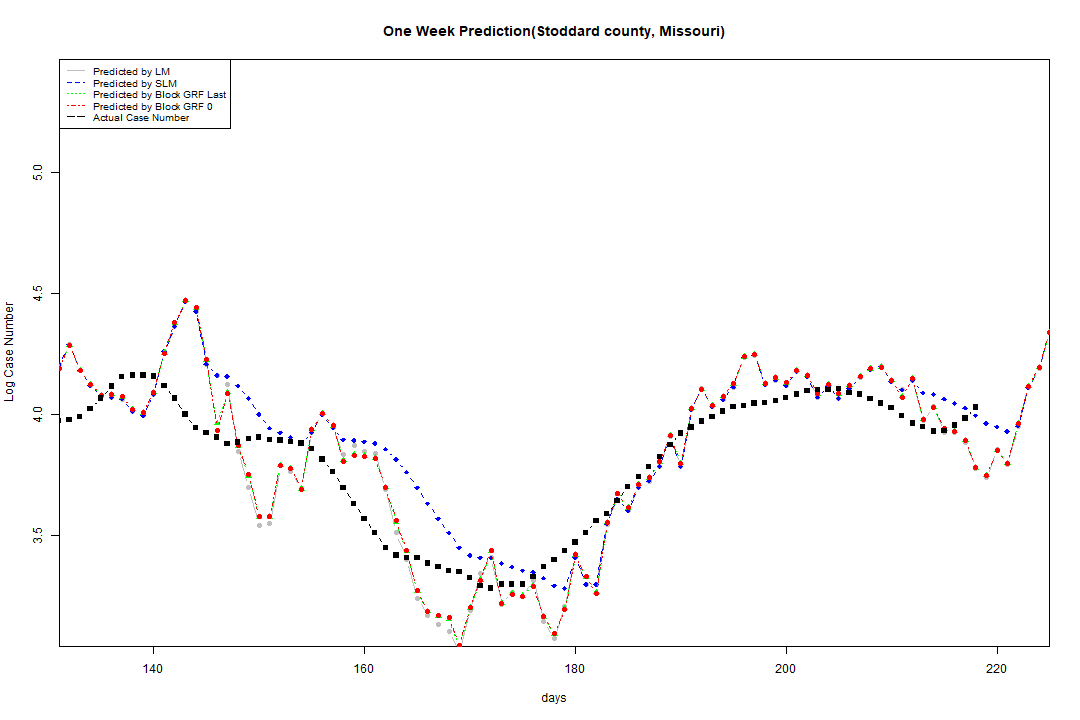 One Week Prediction(Stoddard county, Missouri)
Predicted by LM
Predicted by SLM
Predicted by Block GRF Last
Predicted by Block GRF 0
Actual Case Number
Log Case Number
5.0
4.5
4.0
3.5
140 160 180 200 220
days